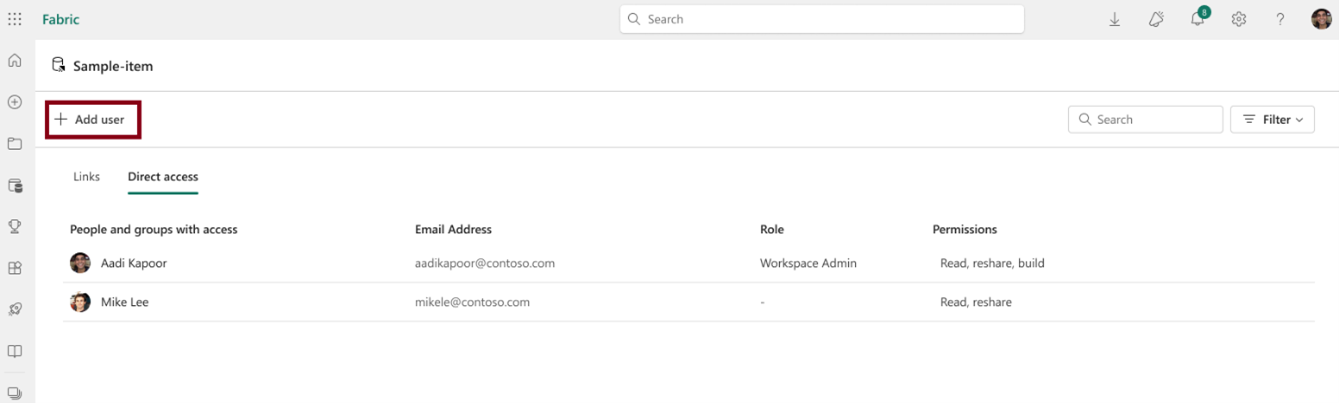 Fabric
Search
8
?
Sample-item
+ Add user
Search
Filter
Links Direct access
People and groups with access Email Address Role Permissions
Aadi Kapoor aadikapoor@contoso.com Workspace Admin Read, reshare, build
Mike Lee mikele@contoso.com - Read, reshare